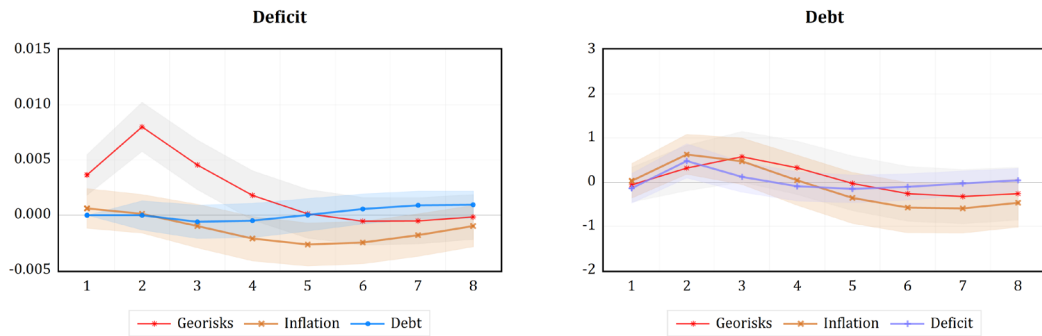 Deficit
0.015
0.010
0.005
0.000
-0.005
1 2 3 4 5 6 7 8
Georisks Inflation Debt
Debt
3
2
1
0
-1
-2
1 2 3 4 5 6 7 8
Georisks Inflation Deficit